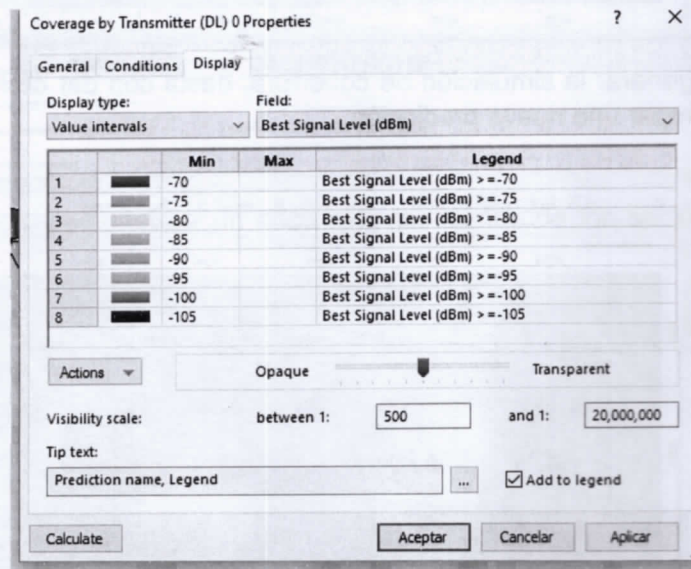 Coverage by Transmitter (DL) 0 Properties ? ×
General Conditions Display
Display type: Field:
Value intervals Best Signal Level (dBm)
Min Max Legend
1 -70 Best Signal Level (dBm) >=-70
2 -75 Best Signal Level (dBm) >=-75
3 -80 Best Signal Level (dBm) >=-80
4 -85 Best Signal Level (dBm) >=-85
5 -90 Best Signal Level (dBm) >=-90
6 -95 Best Signal Level (dBm) >=-95
7 -100 Best Signal Level (dBm) >=-100
8 -105 Best Signal Level (dBm) >=-105
Actions Opaque Transparent
Visibility scale: between 1: 500 and 1: 20,000,000
Tip text:
Prediction name, Legend ... Add to legend
Calculate Aceptar Cancelar Aplicar